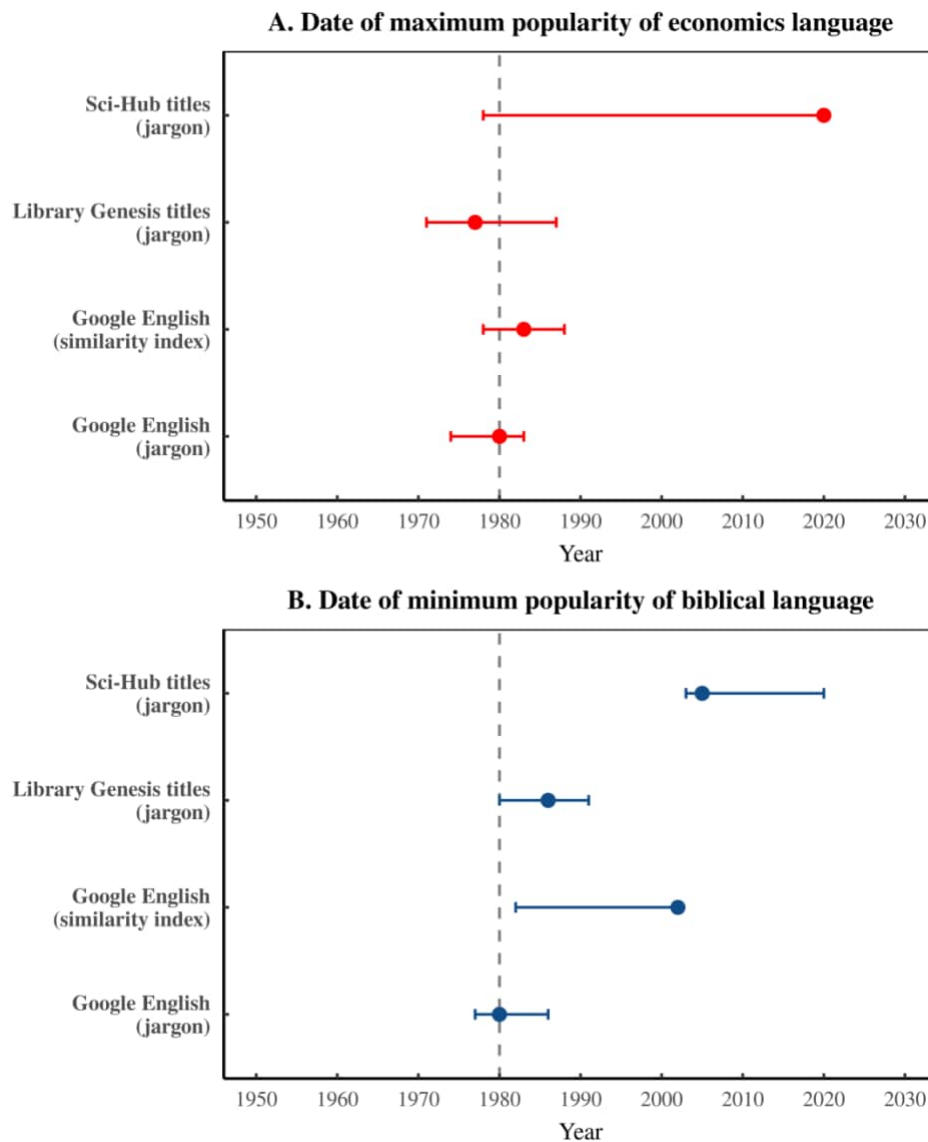 A. Date of maximum popularity of economics language
Sci-Hub titles
(jargon)
Library Genesis titles
(jargon)
Google English
(similarity index)
Google English
(jargon)
1950 1960 1970 1980 1990 2000 2010 2020 2030
Year
B. Date of minimum popularity of biblical language
Sci-Hub titles
(jargon)
Library Genesis titles
(jargon)
Google English
(similarity index)
Google English
(jargon)
1950 1960 1970 1980 1990 2000 2010 2020 2030
Year